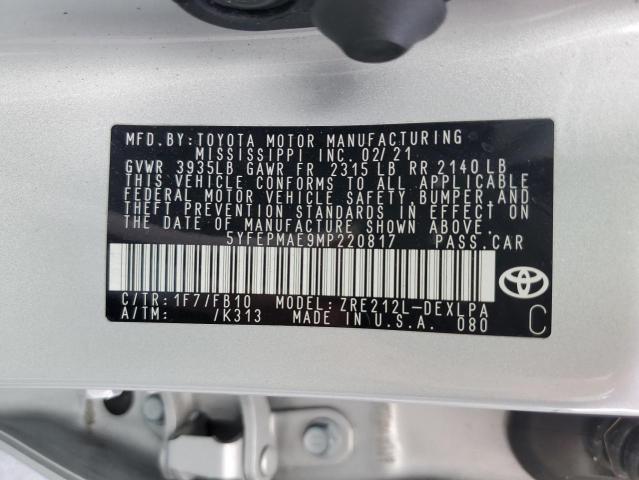 MFD.BY:TOYOTA MOTOR MANUFACTURING
MISSISSIPPI INC. 02/21
GVWR 3935LB GAWR FR 2315 LB RR 2140 LB
THIS VEHICLE CONFORMS TO ALL APPLICABLE
FEDERAL MOTOR VEHICLE SAFETY,BUMPER,AND
THEFT PREVENTION STANDARDS IN EFFECT ON
THE DATE OF MANUFACTURE SHOWN ABOVE.
5YFEPMAE9MP220817 PASS.CAR
C/TR:1F7/FB10 MODEL:ZRE212L-DEXLPA
A/TM: /K313 MADE IN U.S.A. 080
C